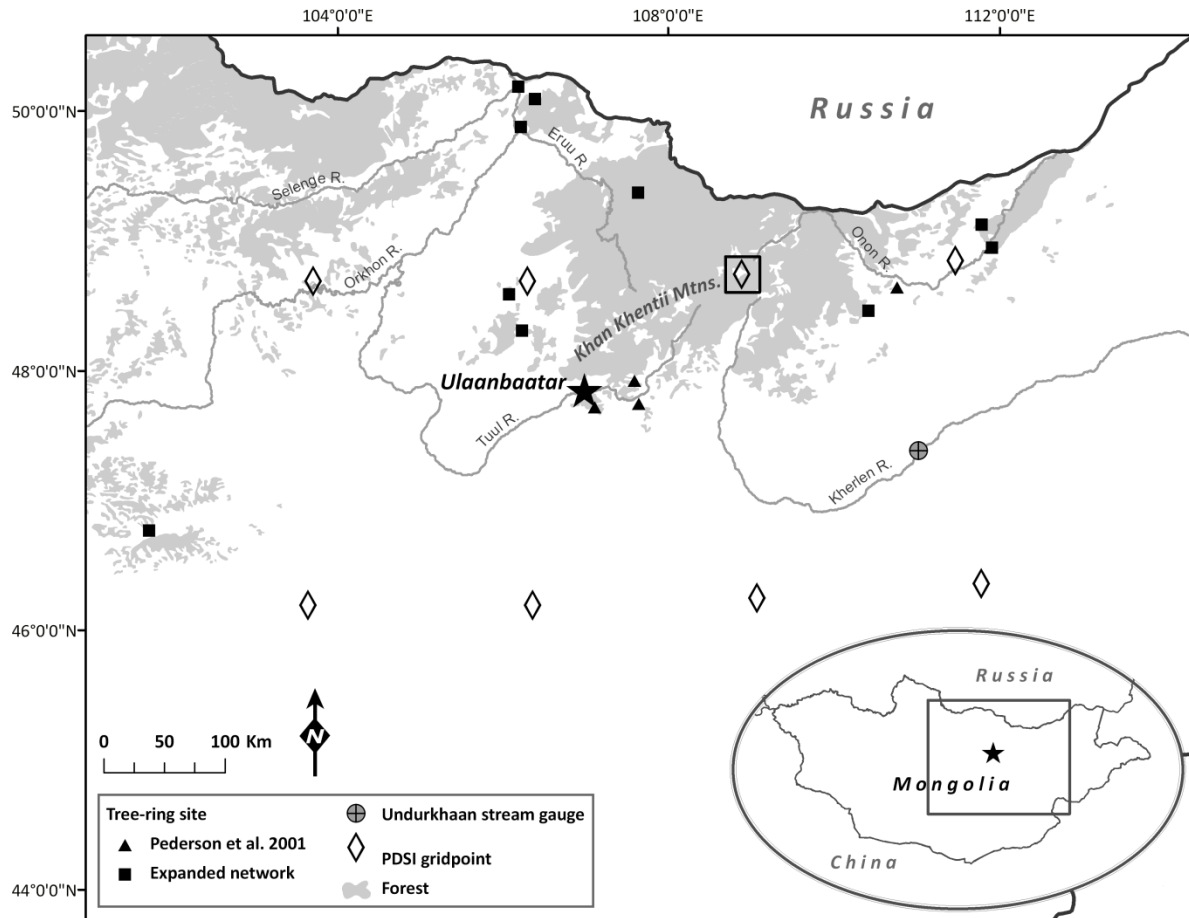 104°0'0"E
108°0'0"E
112°0'0"E
50°0'0"N
Russia
Eruu R.
Selenge R.
Orkhon R.
Onon R.
Khan Khentii Mtns.
48°0'0"N
Ulaanbaatar
Tuul R.
Kherlen R.
46°0'0"N
Russia
N
0 50 100 Km
Mongolia
Tree-ring site
Pederson et al. 2001
Expanded network
Undurkhaan stream gauge
PDSI gridpoint
Forest
China
44°0'0"N